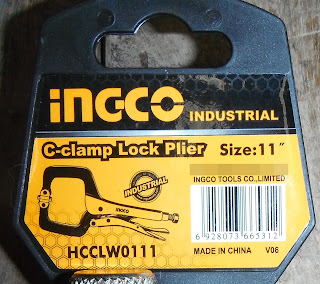 INGCO INDUSTRIAL
C-clamp Lock Plier Size:11"
INGCO TOOLS CO.,LIMITED
INDUSTRIAL
INGCO
6 928073 665312
HCCLW0111
MADE IN CHINA V06